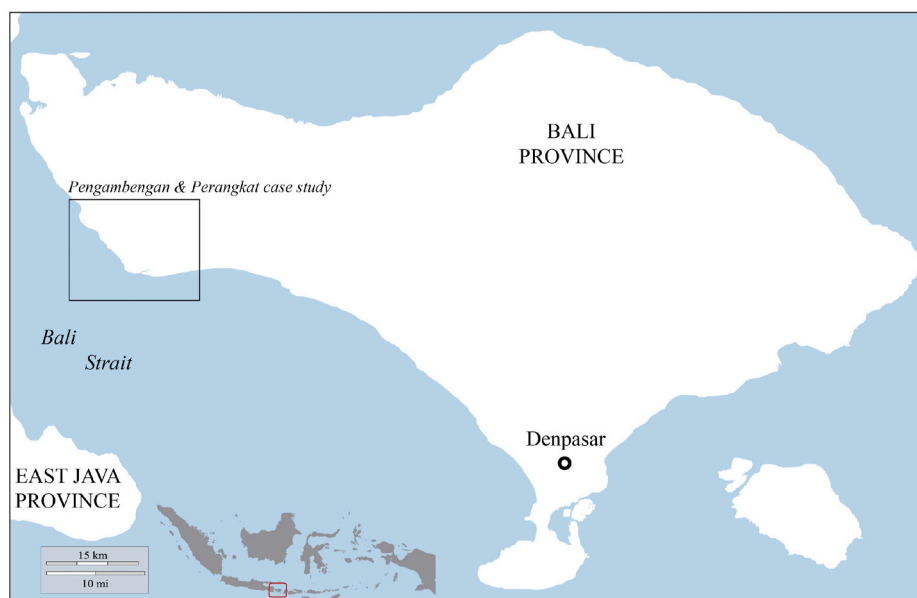 BALI
PROVINCE
Pengambengan & Perangkat case study
Bali
Strait
Denpasar
EAST JAVA
PROVINCE
15 km
10 mi